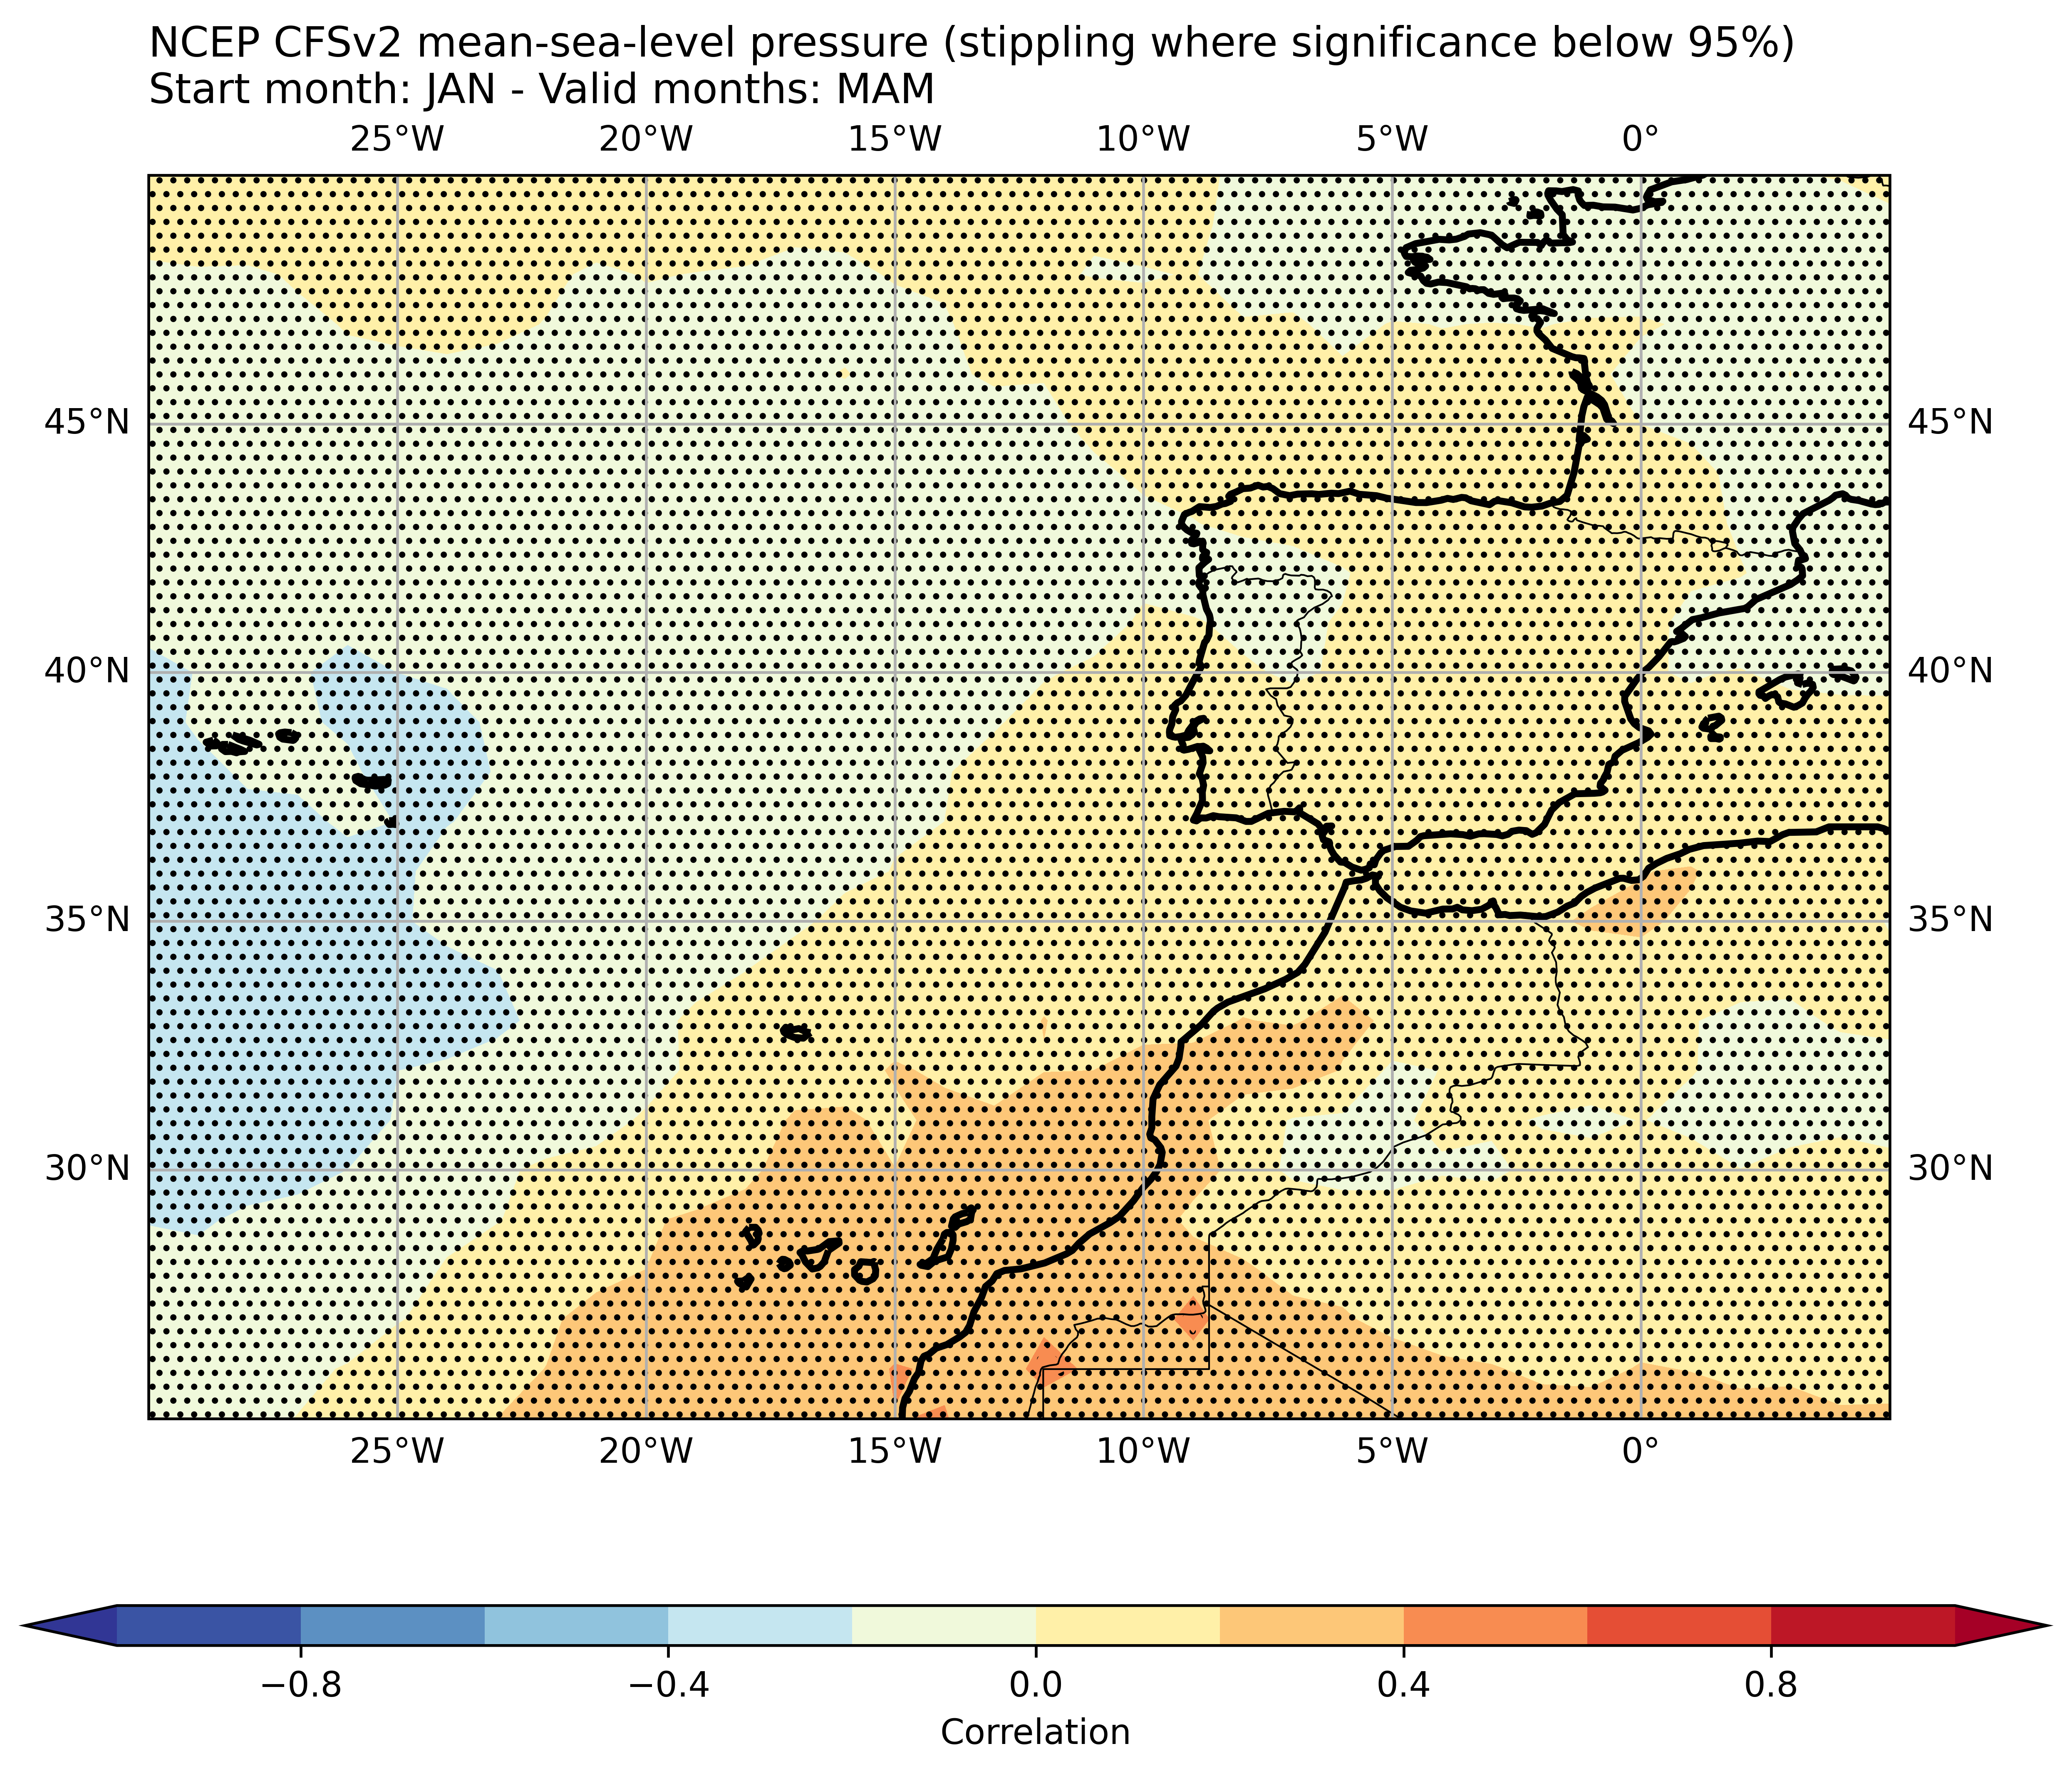 NCEP CFSv2 mean-sea-level pressure (stippling where significance below 95%)
Start month: JAN - Valid months: MAM
25°W 20°W 15°W 10°W 5°W 0°
45°N 45°N
40°N 40°N
35°N 35°N
30°N 30°N
25°W 20°W 15°W 10°W 5°W 0°
−0.8 −0.4 0.0 0.4 0.8
Correlation